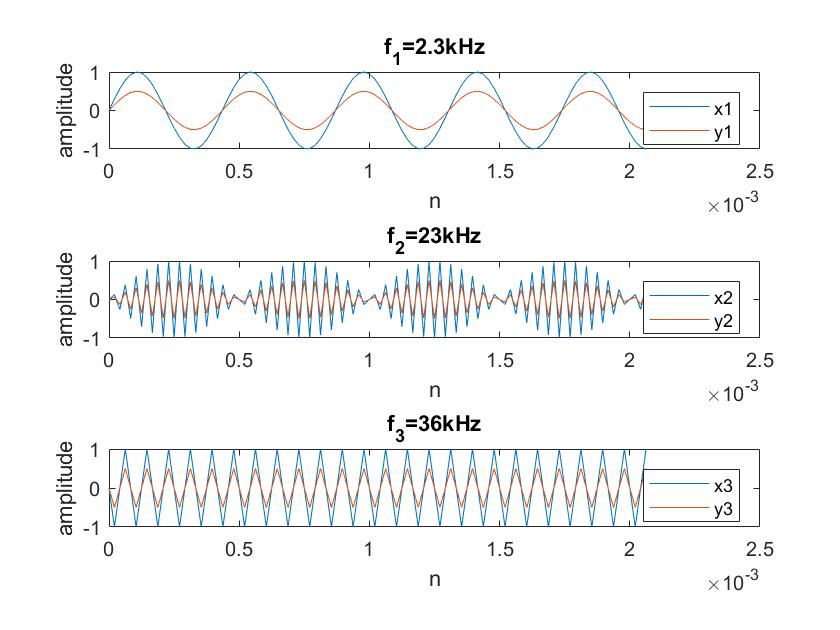 f1=2.3kHz
amplitude
1
0
-1
x1
y1
0 0.5 1 1.5 2 2.5
n
×10-3
f2=23kHz
amplitude
1
0
-1
x2
y2
0 0.5 1 1.5 2 2.5
n
×10-3
f3=36kHz
amplitude
1
0
-1
x3
y3
0 0.5 1 1.5 2 2.5
n
×10-3